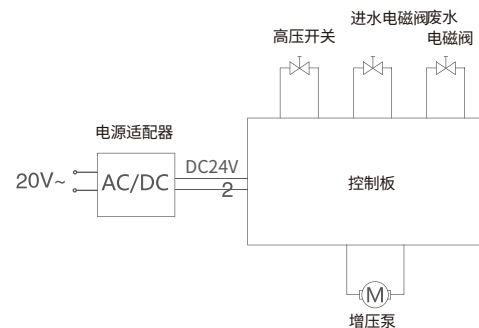 进水电磁阀废水
高压开关
电磁阀
电源适配器
DC24V
20V~
AC/DC
2
控制板
M
增压泵